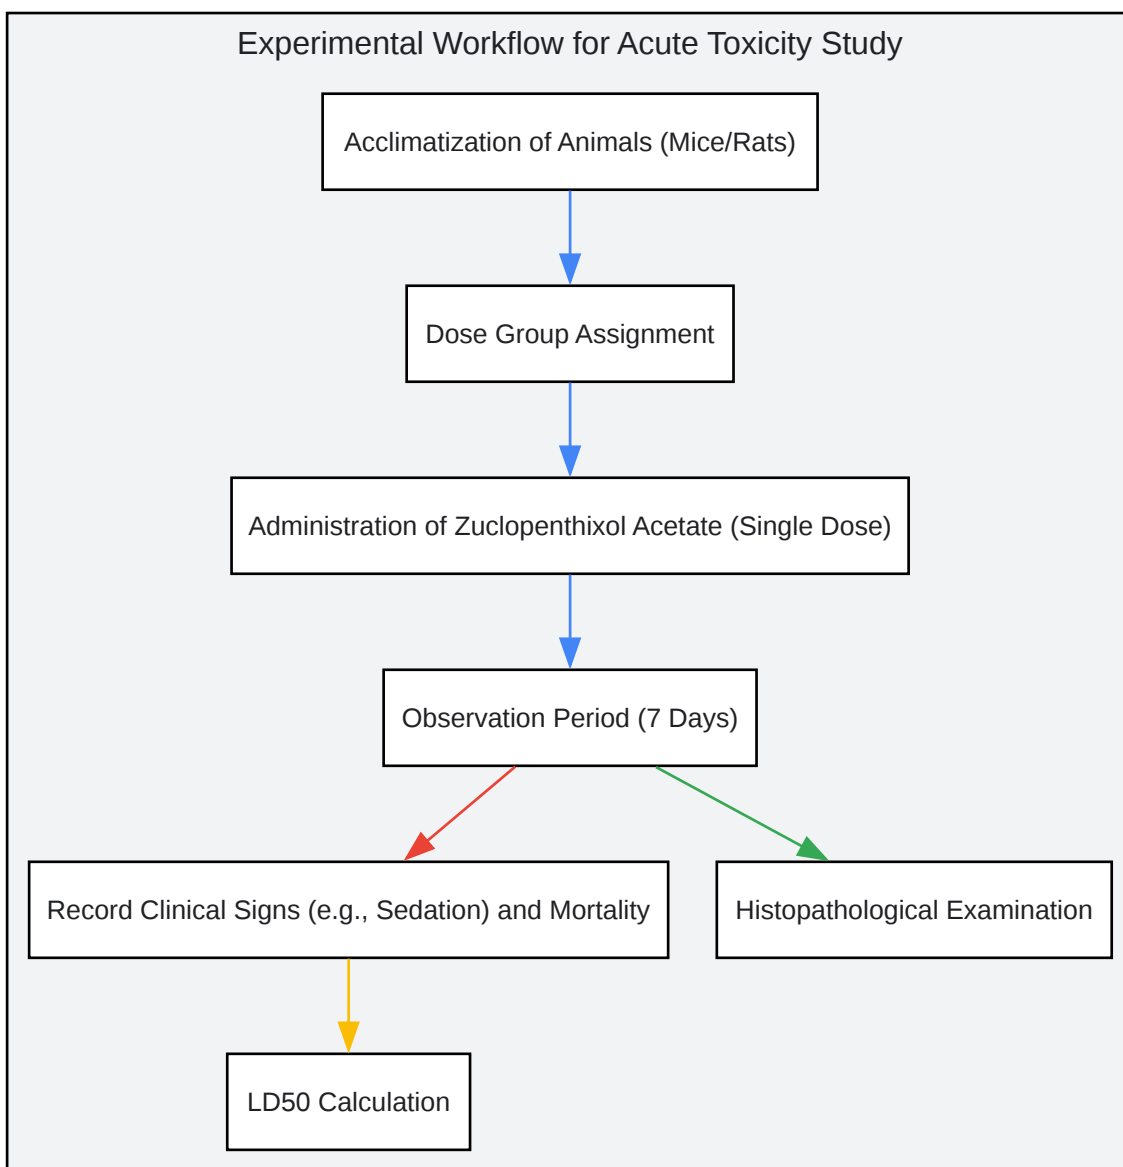 Experimental Workflow for Acute Toxicity Study
Acclimatization of Animals (Mice/Rats)
Dose Group Assignment
Administration of Zuclopenthixol Acetate (Single Dose)
Observation Period (7 Days)
Record Clinical Signs (e.g., Sedation) and Mortality
Histopathological Examination
LD50 Calculation